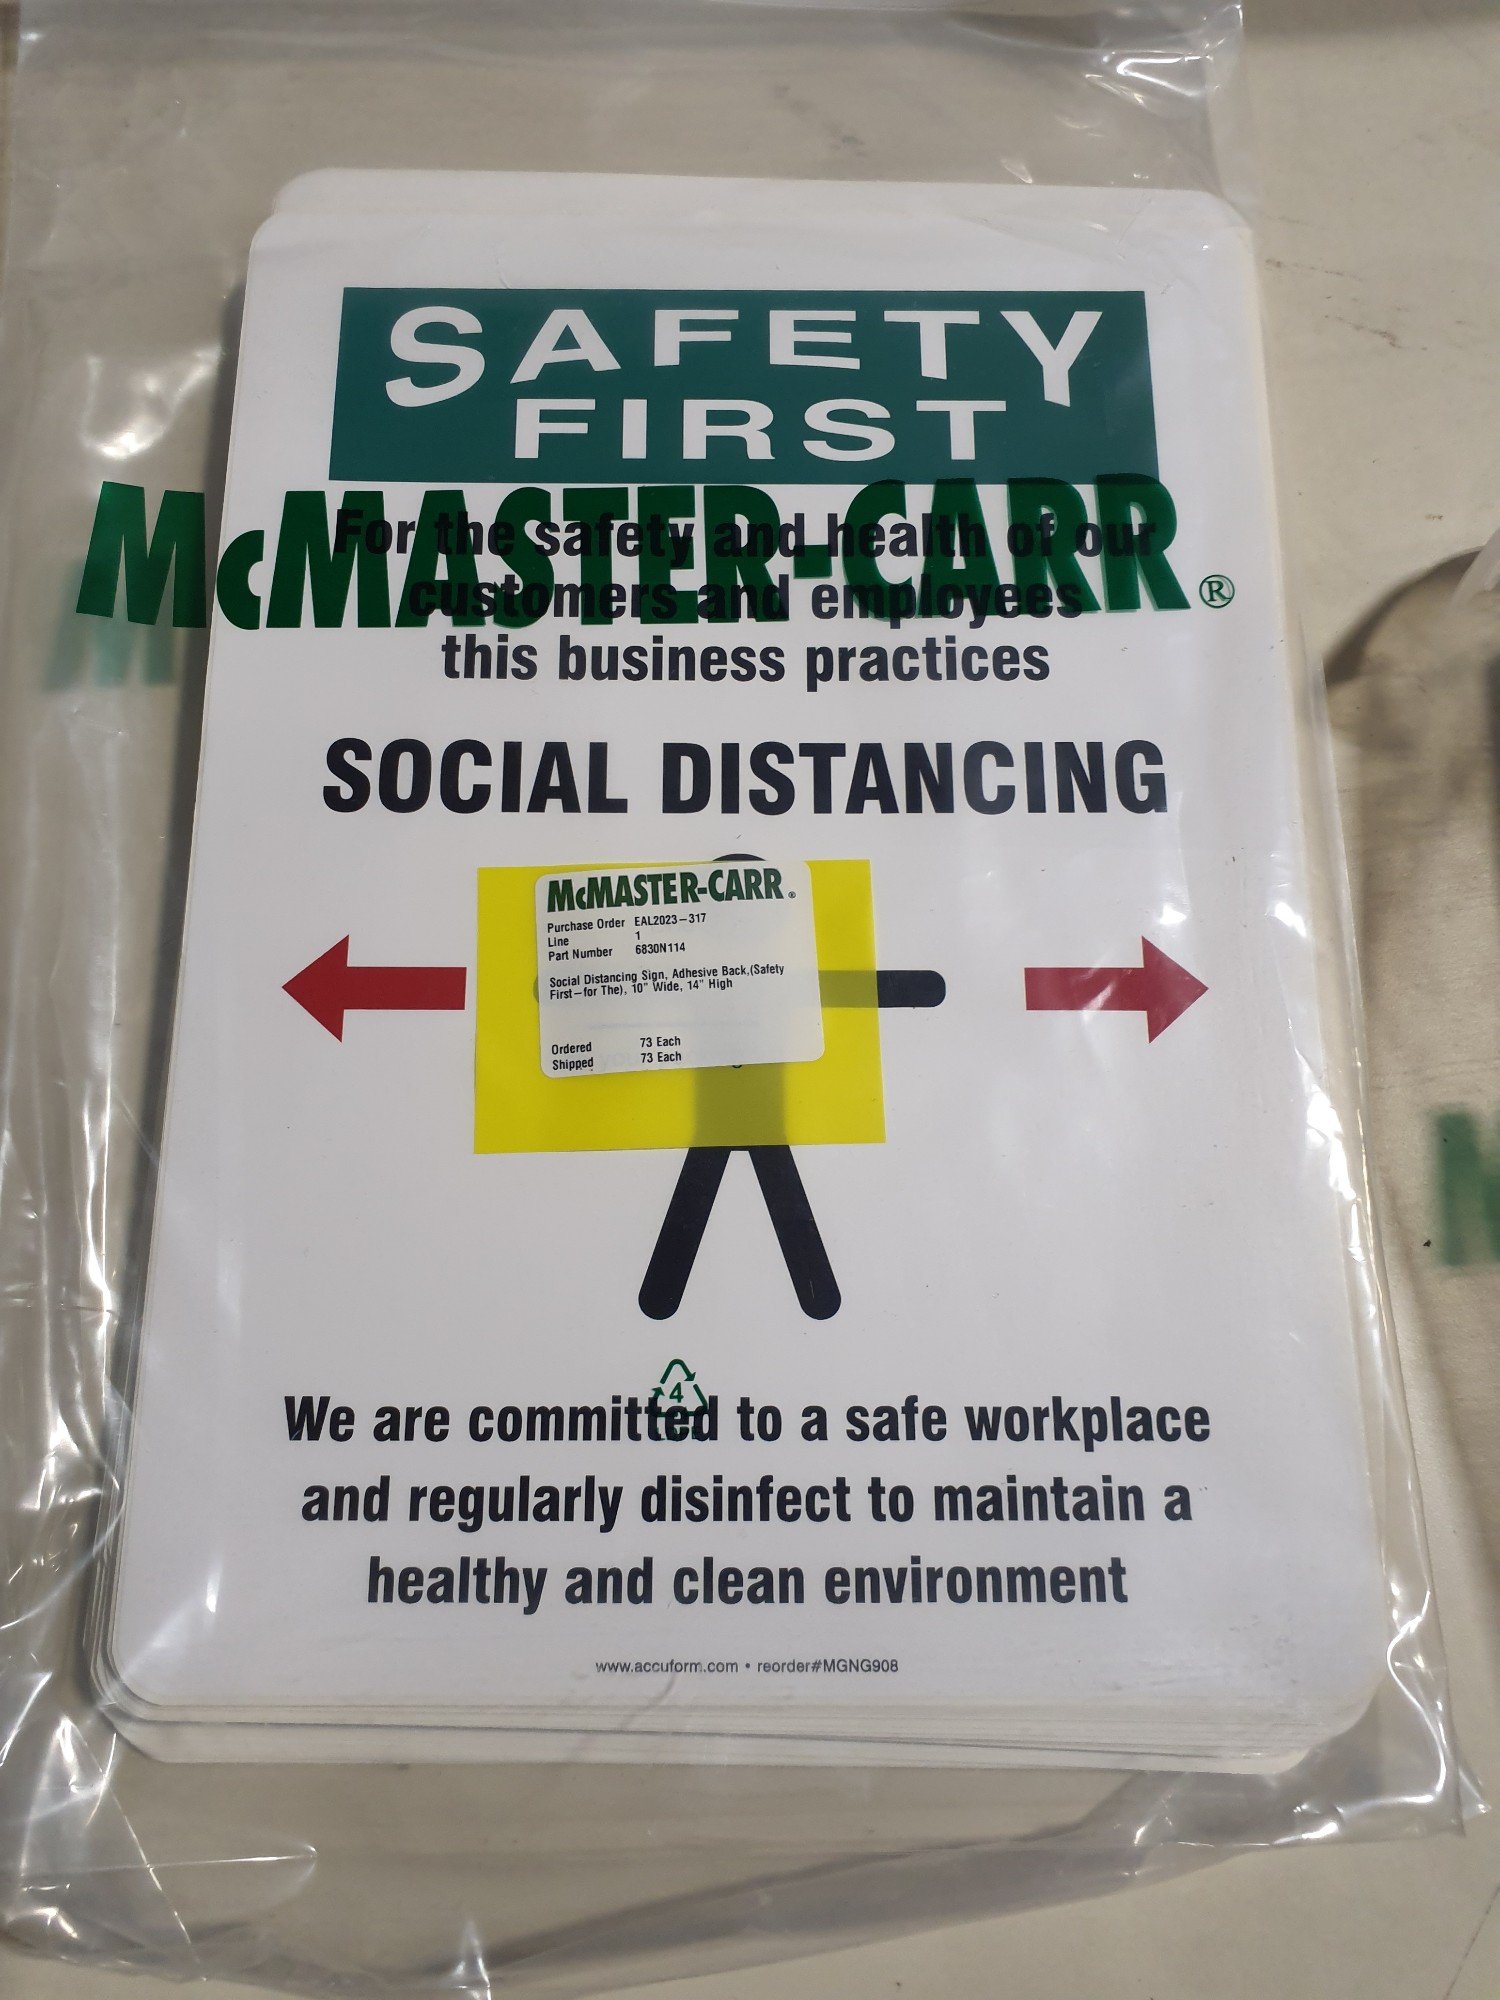 SAFETY
FIRST
McMASTER-CARR®
For the safety and health of our
customers and employees
this business practices
SOCIAL DISTANCING
McMASTER-CARR®
Purchase Order EAL2023-317
Line 1
Part Number 6830N114
Social Distancing Sign, Adhesive Back,(Safety
First-for The), 10" Wide, 14" High
Ordered 73 Each
Shipped 73 Each
4
We are committed to a safe workplace
and regularly disinfect to maintain a
healthy and clean environment
www.accuform.com • reorder#MGNG908